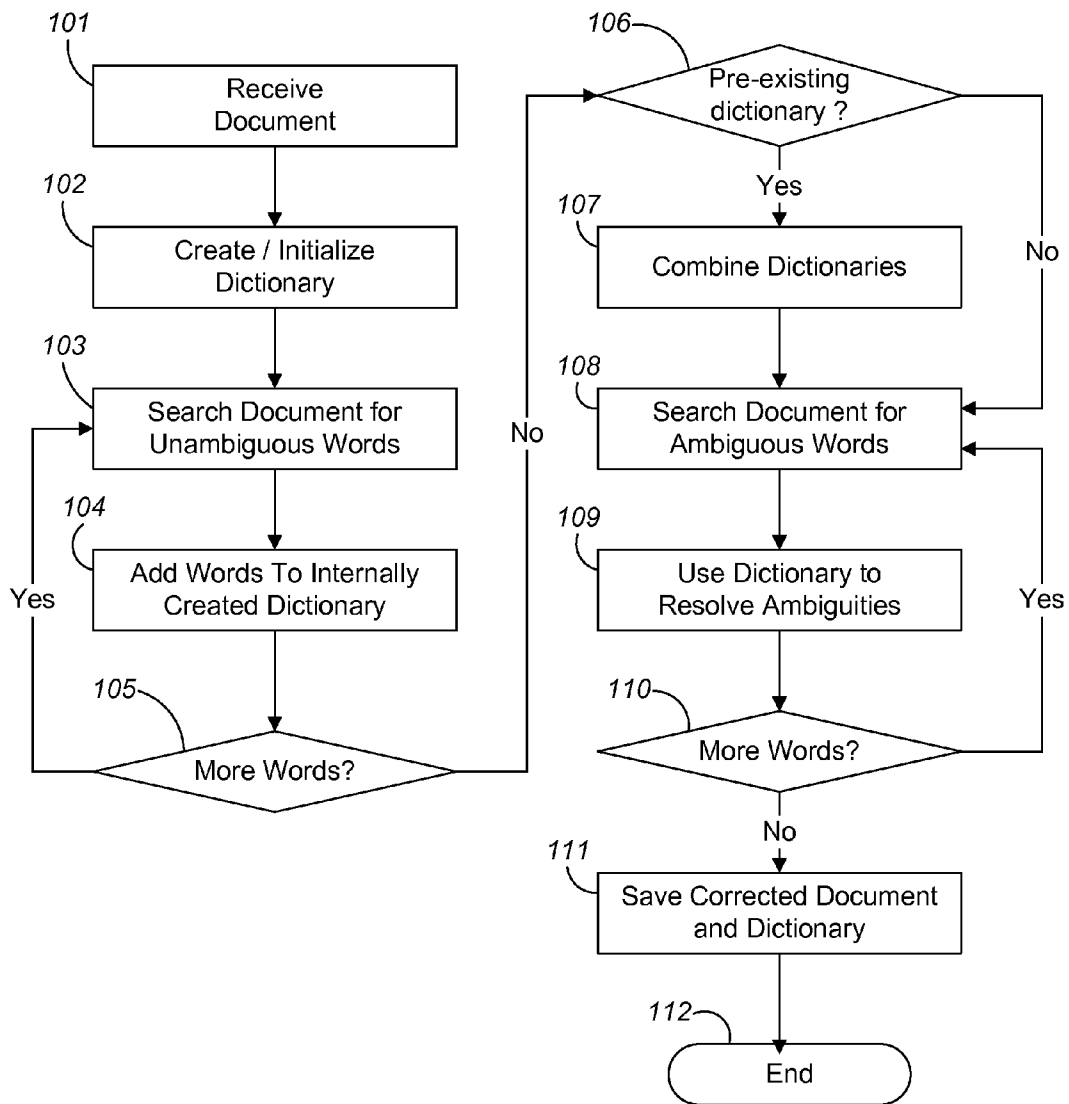 101
Receive
Document
102
Create / Initialize
Dictionary
103
Search Document for
Unambiguous Words
104
Add Words To Internally
Created Dictionary
Yes
105
More Words?
No
106
Pre-existing
dictionary ?
Yes
No
107
Combine Dictionaries
108
Search Document for
Ambiguous Words
109
Use Dictionary to
Resolve Ambiguities
Yes
110
More Words?
No
111
Save Corrected Document
and Dictionary
112
End